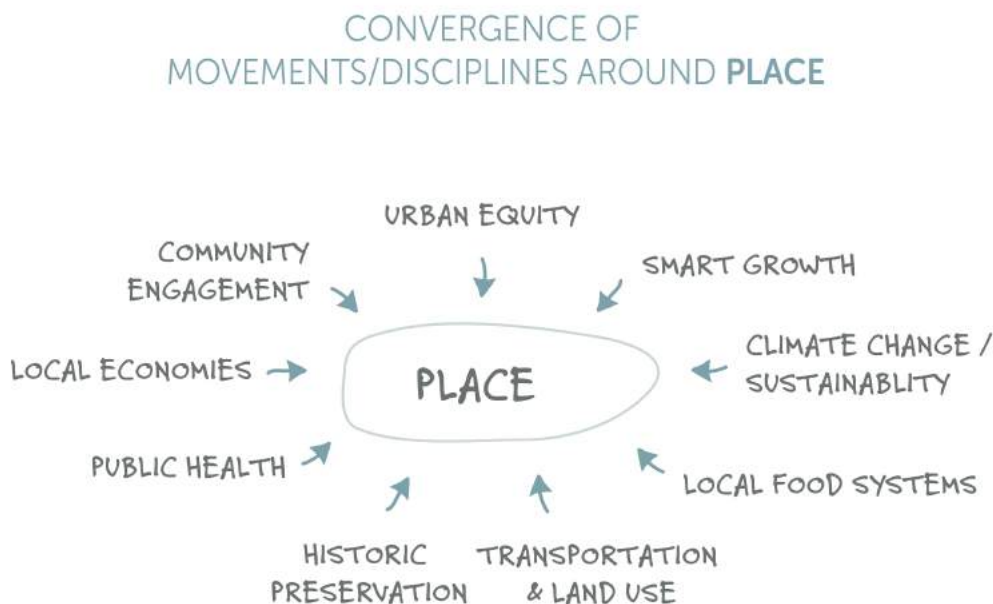 CONVERGENCE OF
MOVEMENTS/DISCIPLINES AROUND PLACE
URBAN EQUITY
COMMUNITY
ENGAGEMENT
SMART GROWTH
LOCAL ECONOMIES
PLACE
CLIMATE CHANGE /
SUSTAINABLITY
PUBLIC HEALTH
LOCAL FOOD SYSTEMS
HISTORIC
PRESERVATION
TRANSPORTATION
& LAND USE